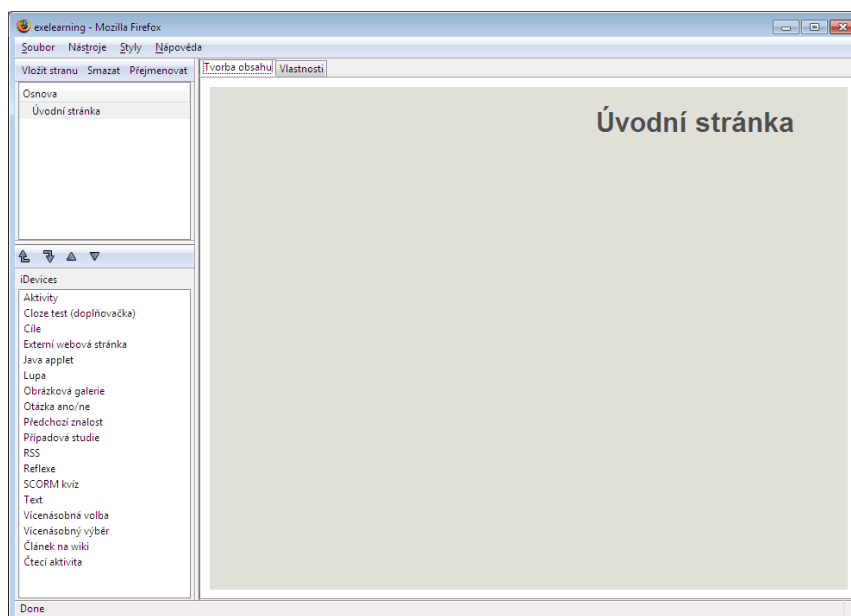 exelearning - Mozilla Firefox
Soubor Nástroje Styly Nápověda
Vložit stranu Smazat Přejmenovat
Tvorba obsahu Vlastnosti
Osnova
Úvodní stránka
Úvodní stránka
iDevices
Aktivity
Cloze test (doplňovačka)
Cíle
Externí webová stránka
Java applet
Lupa
Obrázková galerie
Otázka ano/ne
Předchozí znalost
Případová studie
RSS
Reflexe
SCORM kvíz
Text
Vícenásobná volba
Vícenásobný výběr
Článek na wiki
Čtecí aktivita
Done